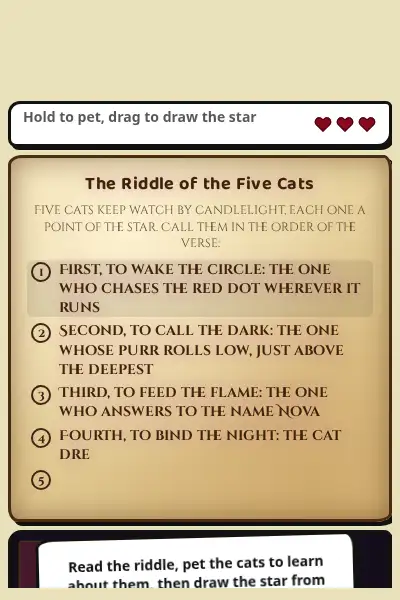 Hold to pet, drag to draw the star
The Riddle of the Five Cats
Five cats keep watch by candlelight, each one a
point of the star. Call them in the order of the
verse:
1 First, to wake the circle: the one
who chases the red dot wherever it
runs
2 Second, to call the dark: the one
whose purr rolls low, just above
the deepest
3 Third, to feed the flame: the one
who answers to the name Nova
4 Fourth, to bind the night: the cat
dre
5
Read the riddle, pet the cats to learn
about them, then draw the star from